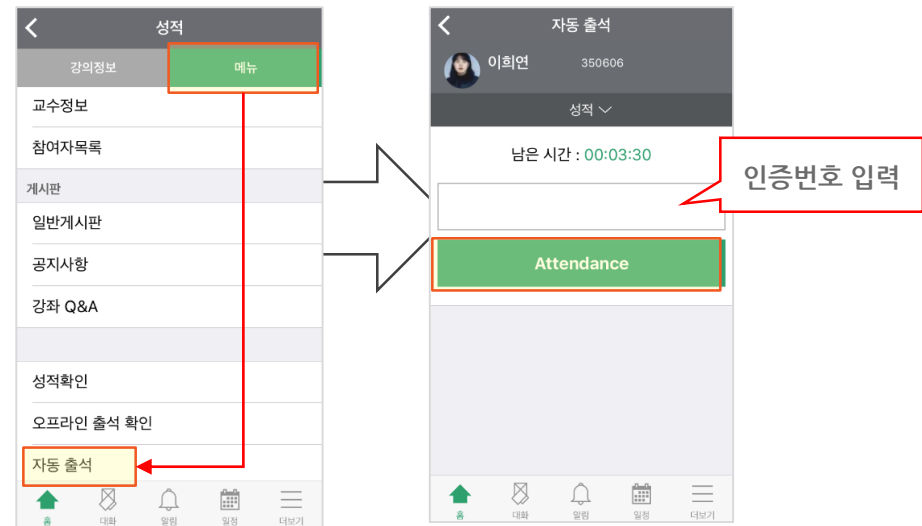 성적
강의정보
메뉴
교수정보
참여자목록
게시판
일반게시판
공지사항
강좌 Q&A
성적확인
오프라인 출석 확인
자동 출석
홈
대화
알림
일정
더보기
자동 출석
이희연
350606
성적
남은 시간 : 00:03:30
인증번호 입력
Attendance
홈
대화
알림
일정
더보기